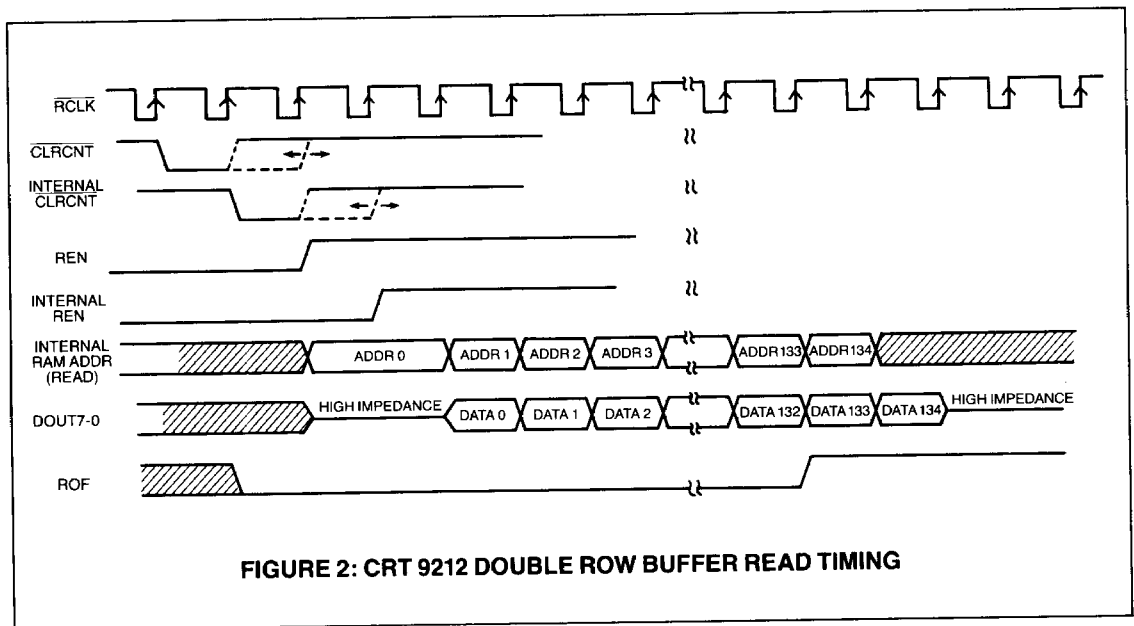 RCLK
CLRCNT
INTERNAL
CLRCNT
REN
INTERNAL
REN
INTERNAL
RAM ADDR
(READ)
ADDR 0 ADDR 1 ADDR 2 ADDR 3 ADDR 133 ADDR 134
DOUT7-0
HIGH IMPEDANCE DATA 0 DATA 1 DATA 2 DATA 132 DATA 133 DATA 134 HIGH IMPEDANCE
ROF
FIGURE 2: CRT 9212 DOUBLE ROW BUFFER READ TIMING